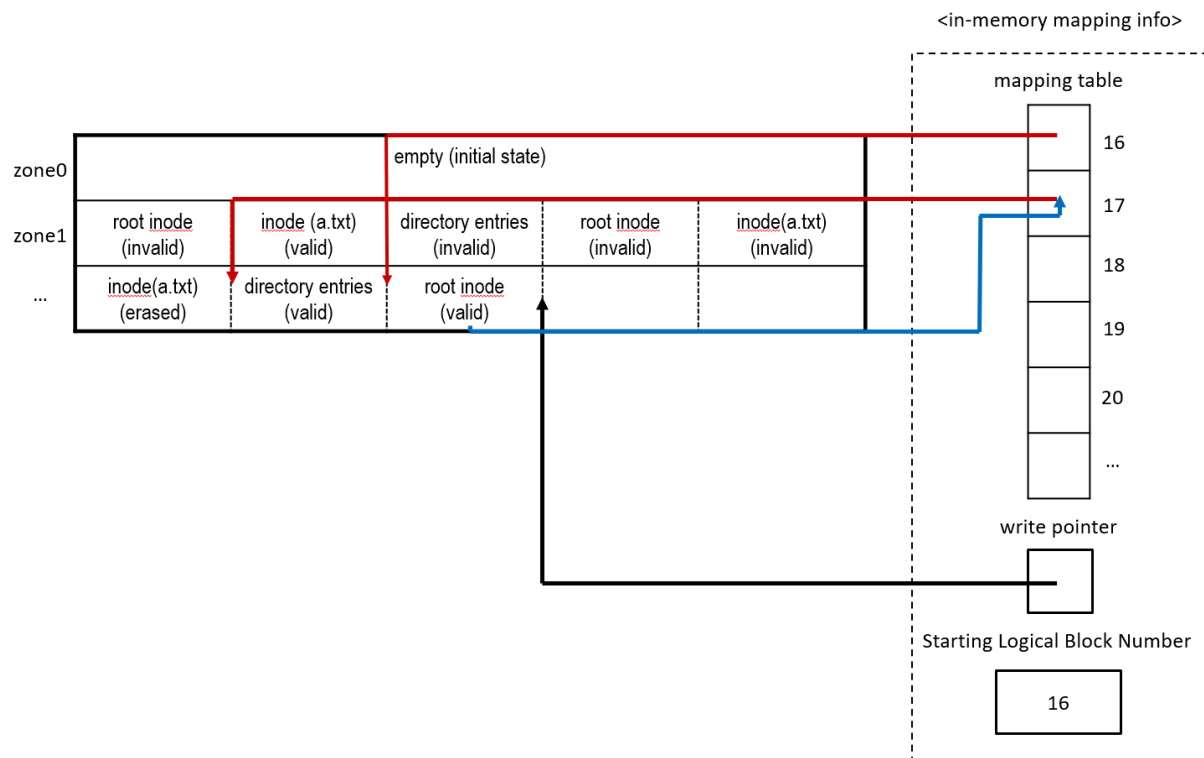 <in-memory mapping info>
mapping table
zone0
empty (initial state)
16
zone1
root inode
(invalid)
inode (a.txt)
(valid)
directory entries
(invalid)
root inode
(invalid)
inode(a.txt)
(invalid)
17
...
inode(a.txt)
(erased)
directory entries
(valid)
root inode
(valid)
18
19
20
...
write pointer
Starting Logical Block Number
16